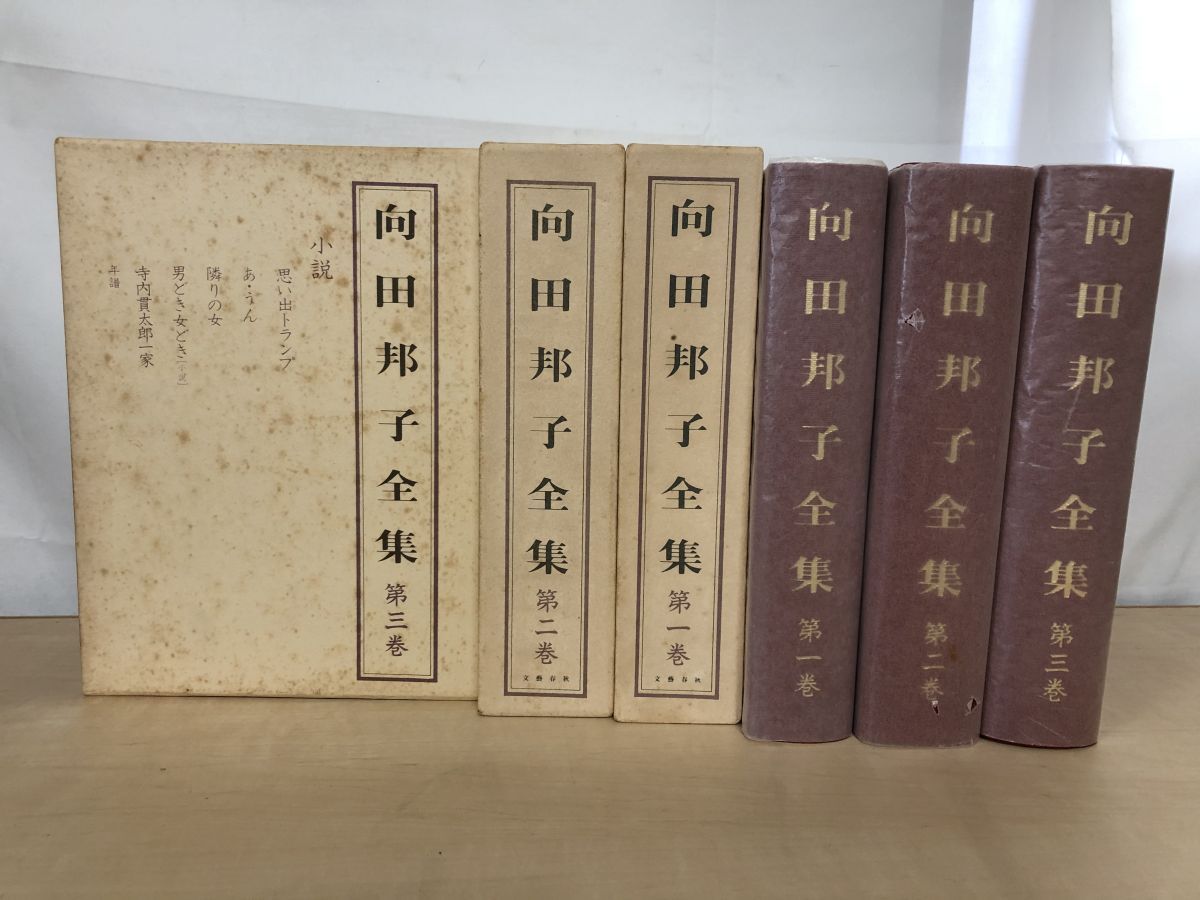 向田邦子全集 第三巻
小説
思い出トランプ
あ・うん
隣りの女
男どき女どき（小説）
寺内貫太郎一家
年譜
向田邦子全集 第二巻
文藝春秋
向田邦子全集 第一巻
文藝春秋
向田邦子全集 第一巻
向田邦子全集 第二巻
向田邦子全集 第三巻